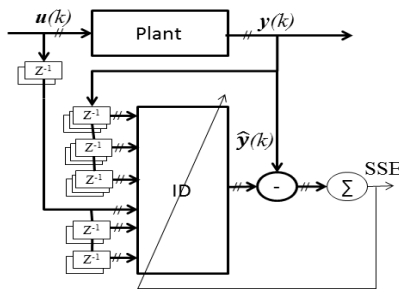 u(k)
Plant
y(k)
z⁻¹
z⁻¹
z⁻¹
z⁻¹
ID
ŷ(k)
-
Σ
SSE
z⁻¹
z⁻¹